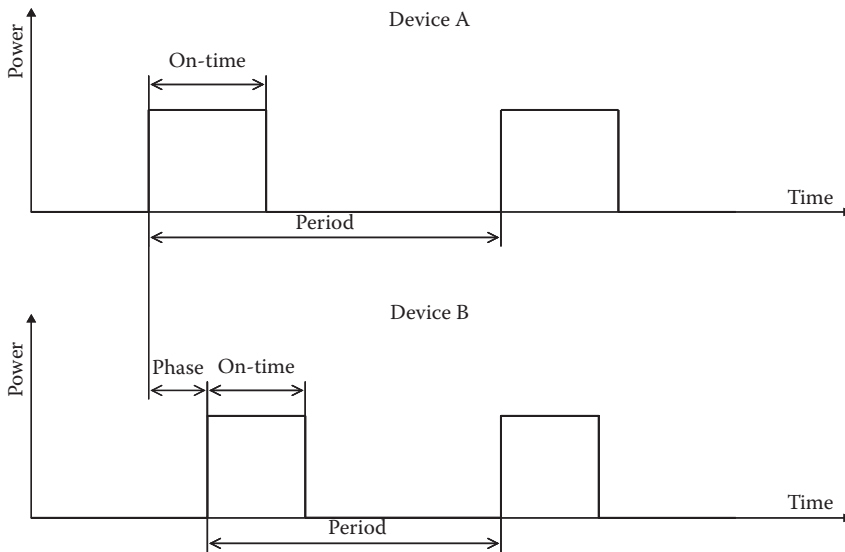 Device A
Power
On-time
Time
Period
Device B
Power
Phase
On-time
Time
Period